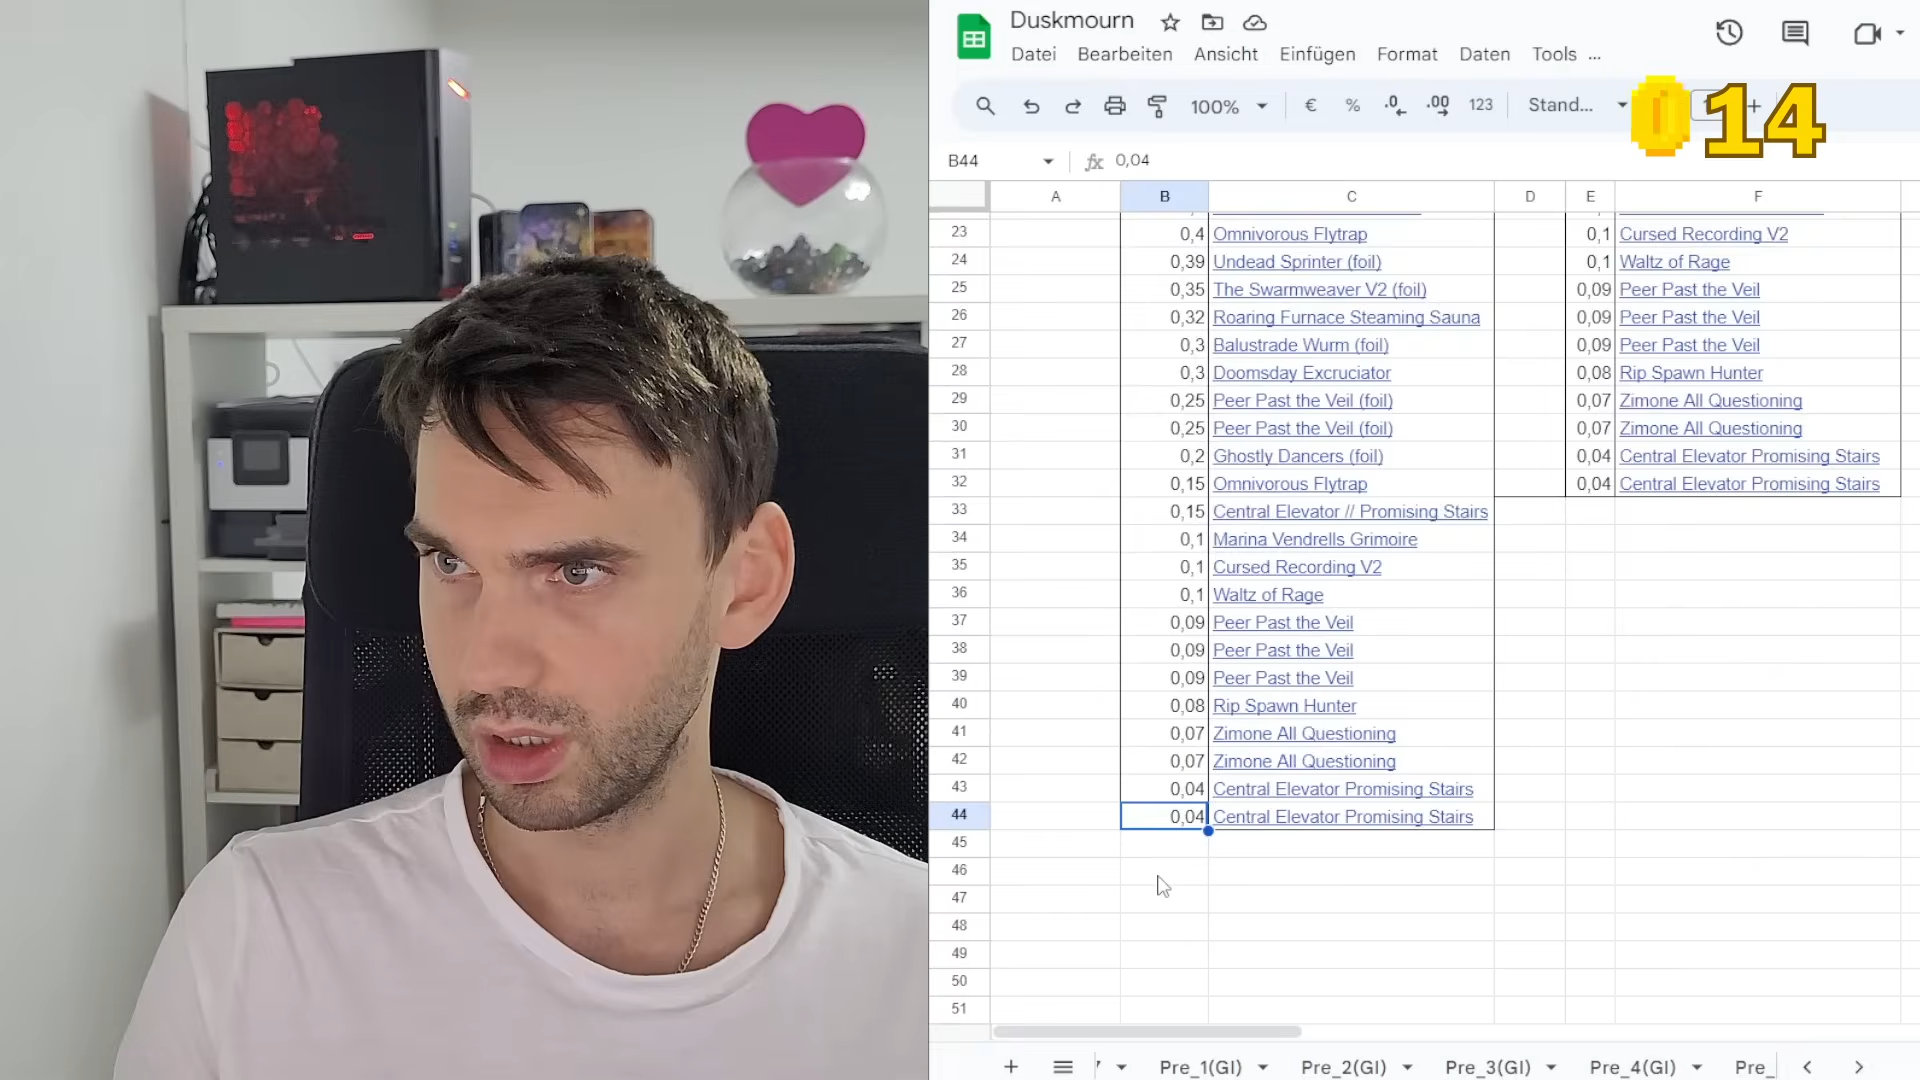 Duskmourn
Datei Bearbeiten Ansicht Einfügen Format Daten Tools ...
100% € % .0 .00 123 Stand... +
14
B44 fx 0,04
A B C D E F
23 0,4 Omnivorous Flytrap 0,1 Cursed Recording V2
24 0,39 Undead Sprinter (foil) 0,1 Waltz of Rage
25 0,35 The Swarmweaver V2 (foil) 0,09 Peer Past the Veil
26 0,32 Roaring Furnace Steaming Sauna 0,09 Peer Past the Veil
27 0,3 Balustrade Wurm (foil) 0,09 Peer Past the Veil
28 0,3 Doomsday Excruciator 0,08 Rip Spawn Hunter
29 0,25 Peer Past the Veil (foil) 0,07 Zimone All Questioning
30 0,25 Peer Past the Veil (foil) 0,07 Zimone All Questioning
31 0,2 Ghostly Dancers (foil) 0,04 Central Elevator Promising Stairs
32 0,15 Omnivorous Flytrap 0,04 Central Elevator Promising Stairs
33 0,15 Central Elevator // Promising Stairs
34 0,1 Marina Vendrells Grimoire
35 0,1 Cursed Recording V2
36 0,1 Waltz of Rage
37 0,09 Peer Past the Veil
38 0,09 Peer Past the Veil
39 0,09 Peer Past the Veil
40 0,08 Rip Spawn Hunter
41 0,07 Zimone All Questioning
42 0,07 Zimone All Questioning
43 0,04 Central Elevator Promising Stairs
44 0,04 Central Elevator Promising Stairs
45
46
47
48
49
50
51
+ Pre_1(GI) Pre_2(GI) Pre_3(GI) Pre_4(GI) Pre_